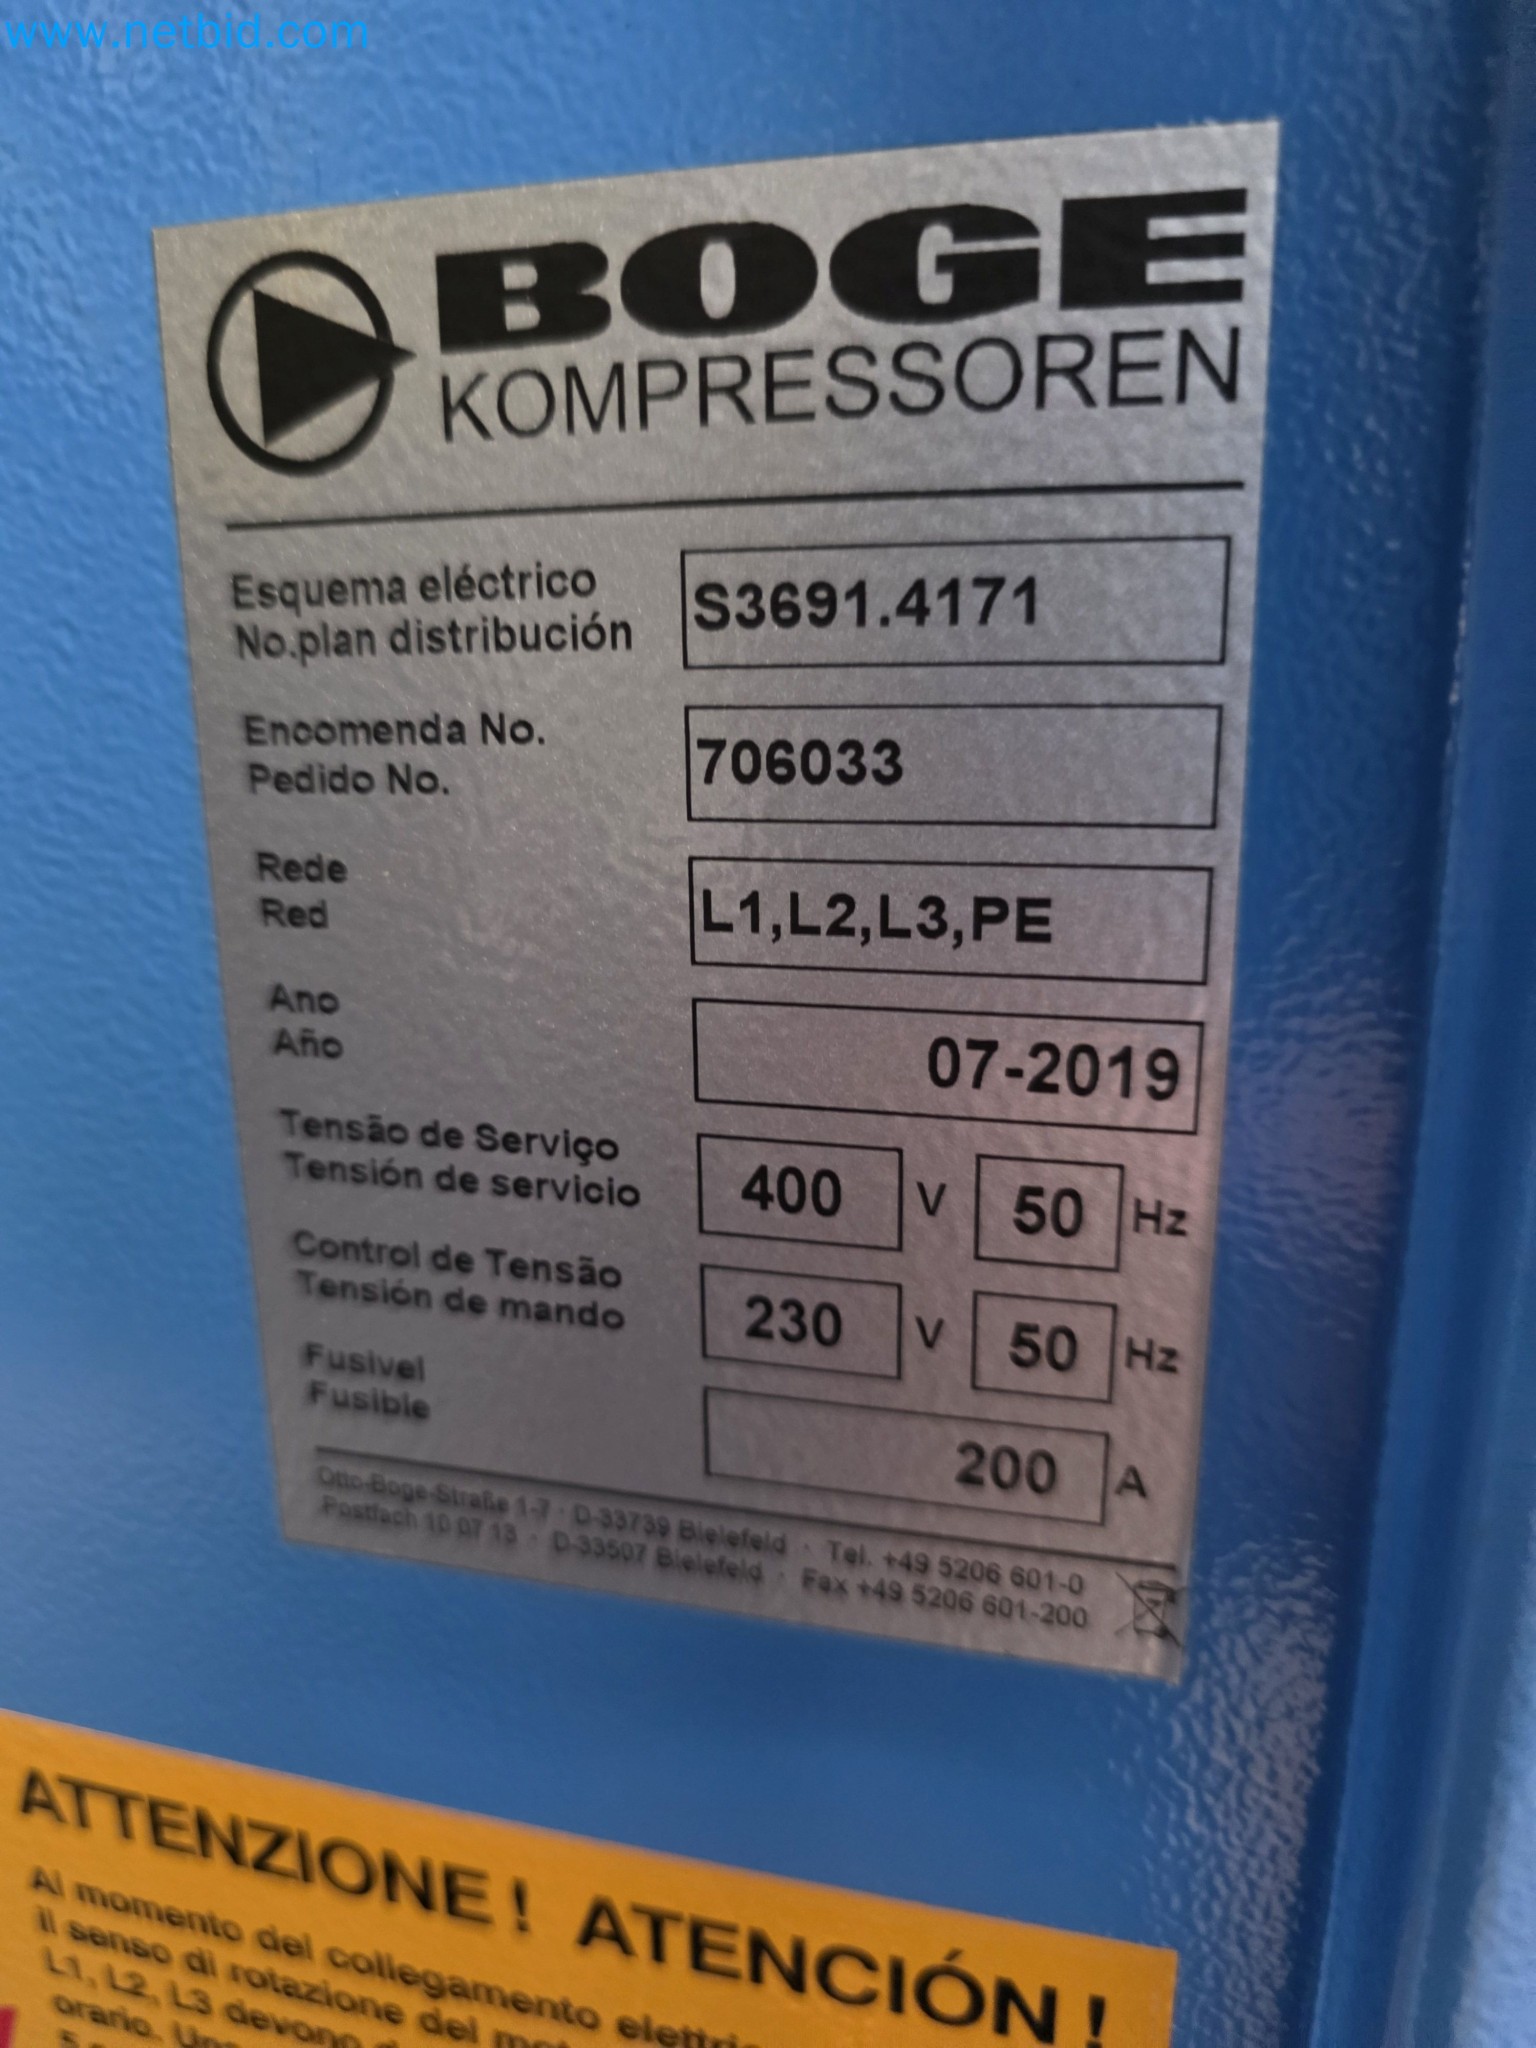 www.netbid.com
BOGE
KOMPRESSOREN
Esquema eléctrico
No.plan distribución
S3691.4171
Encomenda No.
Pedido No.
706033
Rede
Red
L1,L2,L3,PE
Ano
Año
07-2019
Tensão de Serviço
Tensión de servicio
400 V 50 Hz
Control de Tensão
Tensión de mando
230 V 50 Hz
Fusivel
Fusible
200 A
Otto-Boge-Straße 1-7 · D-33739 Bielefeld · Tel. +49 5206 601-0
Postfach 10 07 13 · D-33507 Bielefeld · Fax +49 5206 601-200
ATTENZIONE ! ATENCIÓN !
Al momento del collegamento
il senso di rotazione del
L1, L2, L3 devono
orario.